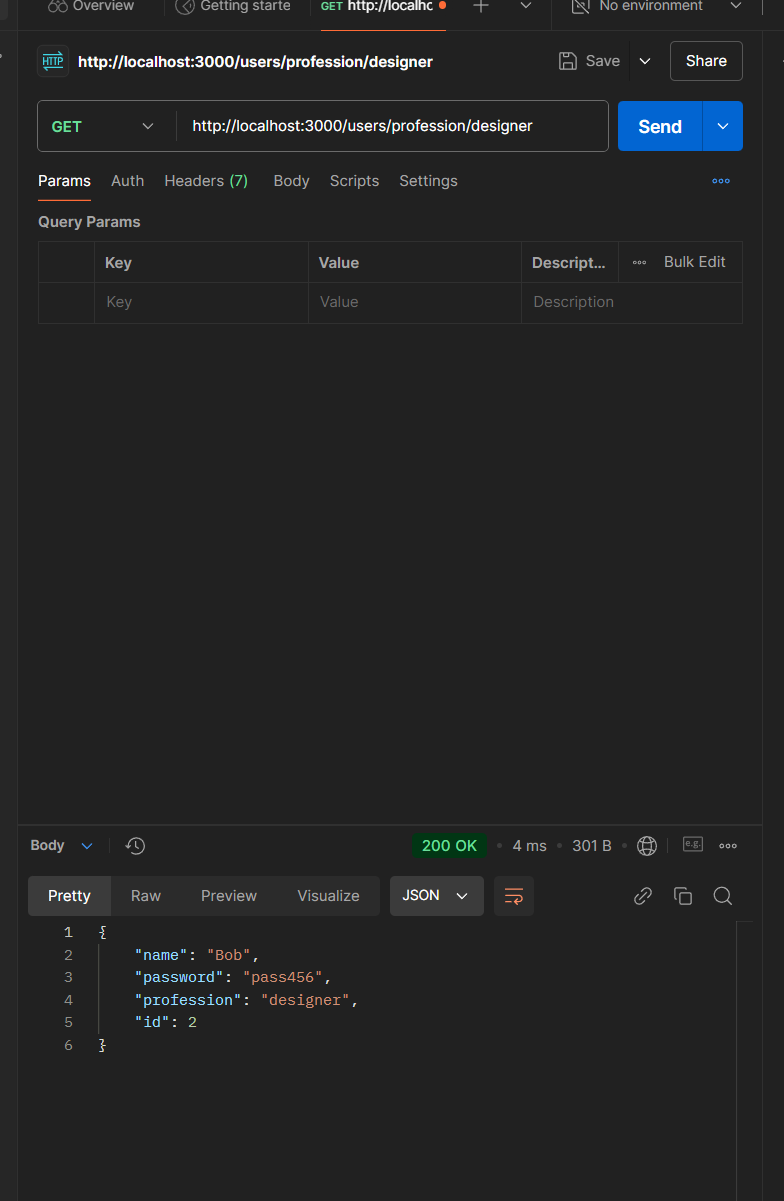 Overview Getting starte GET http://localhc No environment
HTTP http://localhost:3000/users/profession/designer Save Share
GET http://localhost:3000/users/profession/designer Send
Params Auth Headers (7) Body Scripts Settings
Query Params
Key Value Descript... Bulk Edit
Key Value Description
Body 200 OK 4 ms 301 B e.g.
Pretty Raw Preview Visualize JSON
1 {
2 "name": "Bob",
3 "password": "pass456",
4 "profession": "designer",
5 "id": 2
6 }